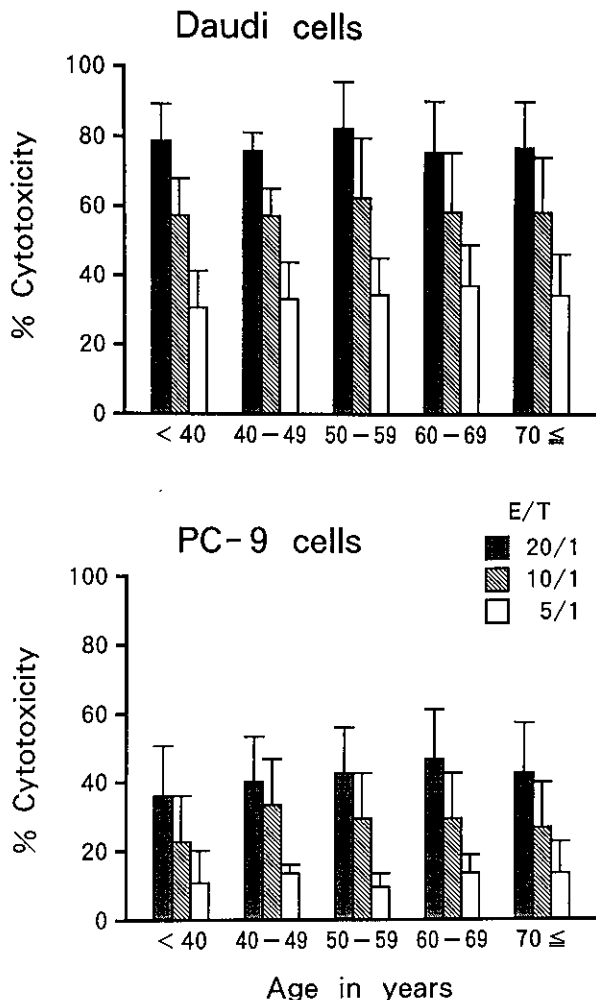 Daudi cells
% Cytotoxicity
100
80
60
40
20
0
< 40 40 – 49 50 – 59 60 – 69 70 ≦
E/T
20/1
10/1
5/1
PC-9 cells
% Cytotoxicity
100
80
60
40
20
0
< 40 40 – 49 50 – 59 60 – 69 70 ≦
Age in years